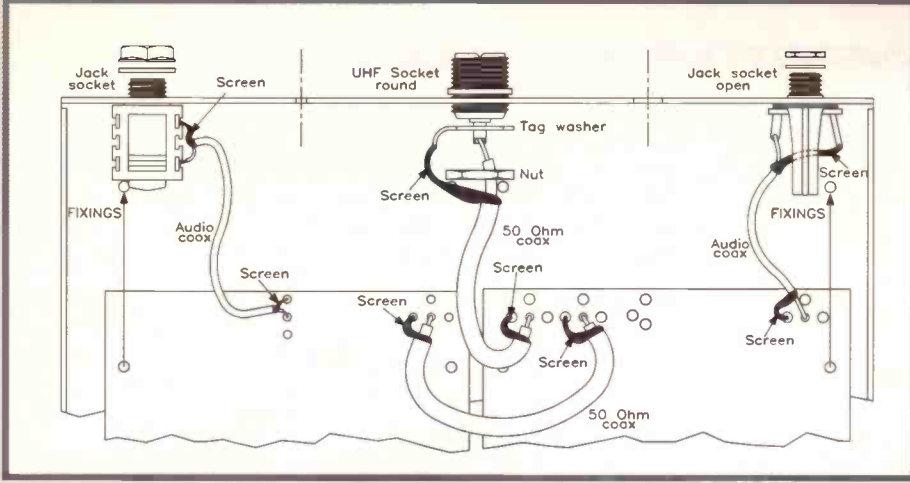 Jack
socket
Screen
UHF Socket
round
Jack socket
open
Tag washer
Nut
Screen
Screen
FIXINGS
FIXINGS
Audio
coax
50 Ohm
coax
Audio
coax
Screen
Screen
Screen
Screen
Screen
50 Ohm
coax